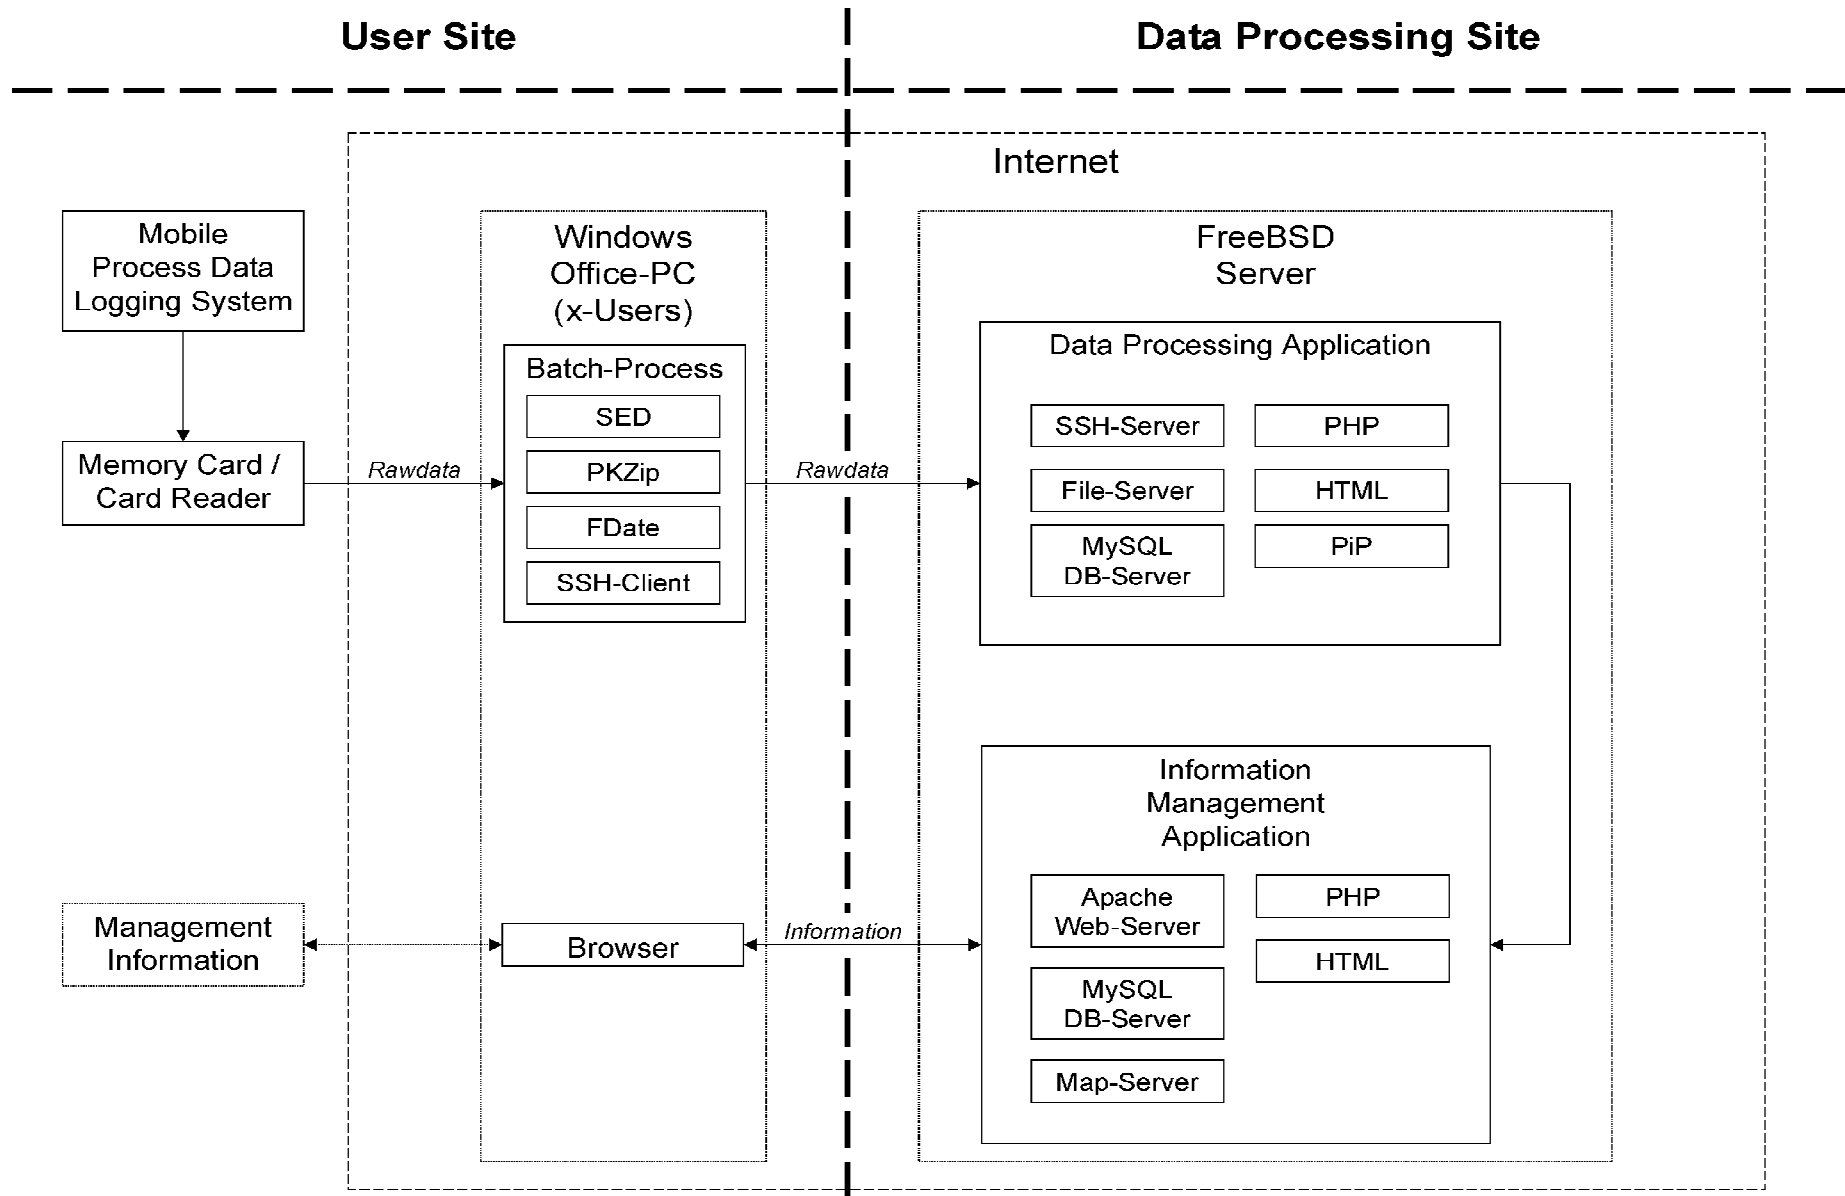 User Site
Data Processing Site
Internet
Mobile
Process Data
Logging System
Memory Card /
Card Reader
Rawdata
Windows
Office-PC
(x-Users)
Batch-Process
SED
PKZip
FDate
SSH-Client
Rawdata
FreeBSD
Server
Data Processing Application
SSH-Server
PHP
File-Server
HTML
MySQL
DB-Server
PiP
Management
Information
Browser
Information
Information
Management
Application
Apache
Web-Server
PHP
HTML
MySQL
DB-Server
Map-Server